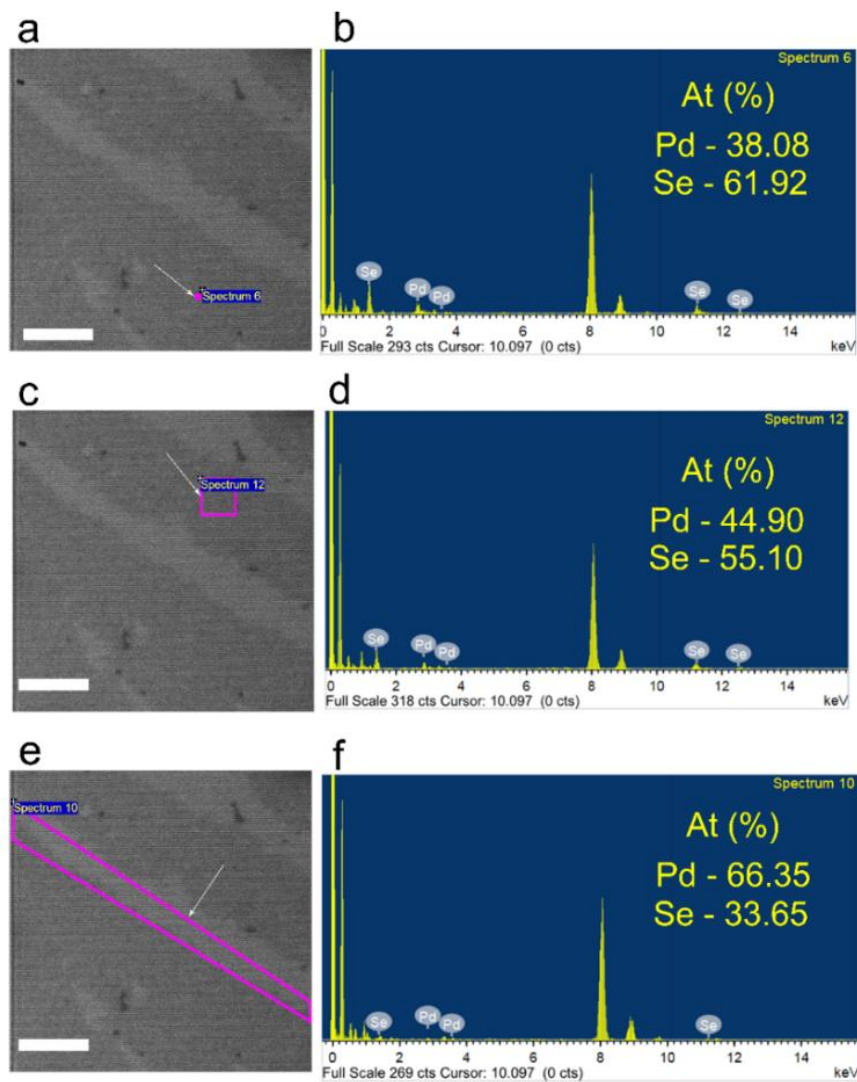 a
b
Spectrum 6
Spectrum 6
At (%)
Pd - 38.08
Se - 61.92
Se
Pd
Pd
Se
Se
0 2 4 6 8 10 12 14
Full Scale 293 cts Cursor: 10.097 (0 cts)
keV
c
d
Spectrum 12
Spectrum 12
At (%)
Pd - 44.90
Se - 55.10
Se
Pd
Pd
Se
Se
0 2 4 6 8 10 12 14
Full Scale 318 cts Cursor: 10.097 (0 cts)
keV
e
f
Spectrum 10
Spectrum 10
At (%)
Pd - 66.35
Se - 33.65
Se
Pd
Pd
Se
0 2 4 6 8 10 12 14
Full Scale 269 cts Cursor: 10.097 (0 cts)
keV